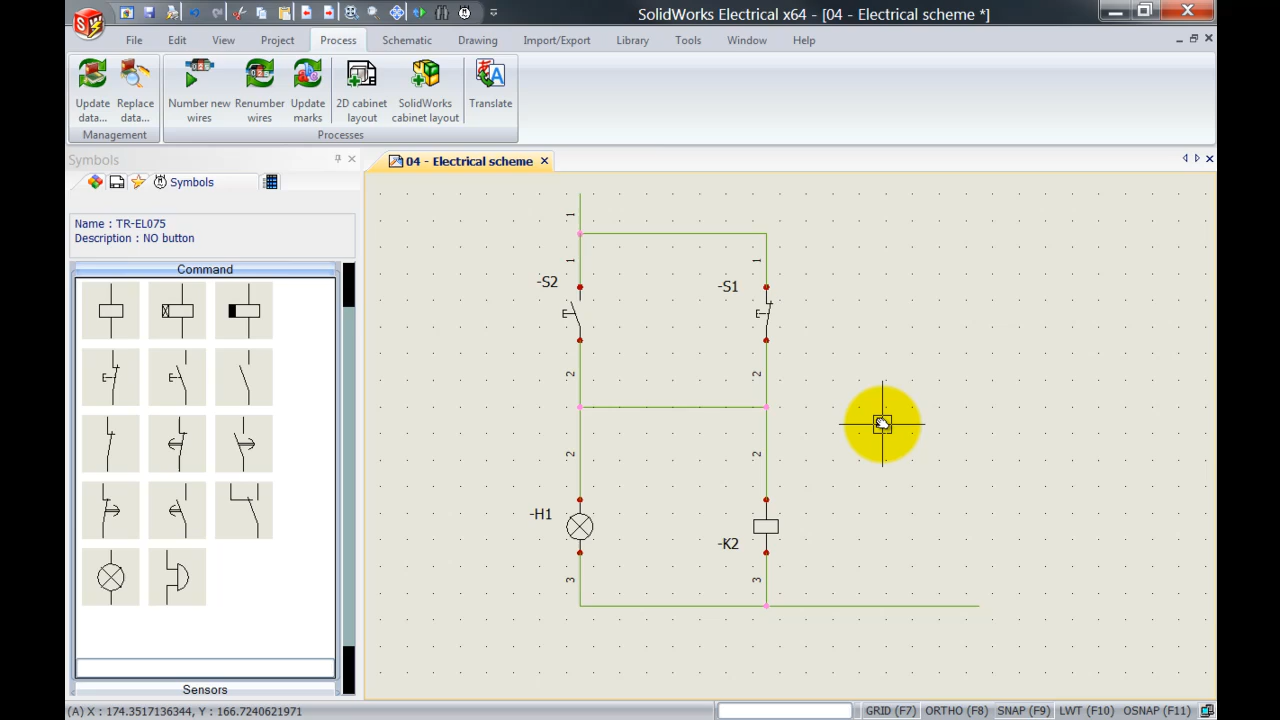 SolidWorks Electrical x64 - [04 - Electrical scheme *]
File Edit View Project Process Schematic Drawing Import/Export Library Tools Window Help
Update data... Replace data... Number new wires Renumber wires Update marks 2D cabinet layout SolidWorks cabinet layout Translate
Management Processes
Symbols
04 - Electrical scheme
Symbols
Name : TR-EL075
Description : NO button
Command
1
1
1
-S2
-S1
2
2
2
2
-H1
-K2
3
3
Sensors
(A) X : 174.3517136344, Y : 166.7240621971
GRID (F7) ORTHO (F8) SNAP (F9) LWT (F10) OSNAP (F11)